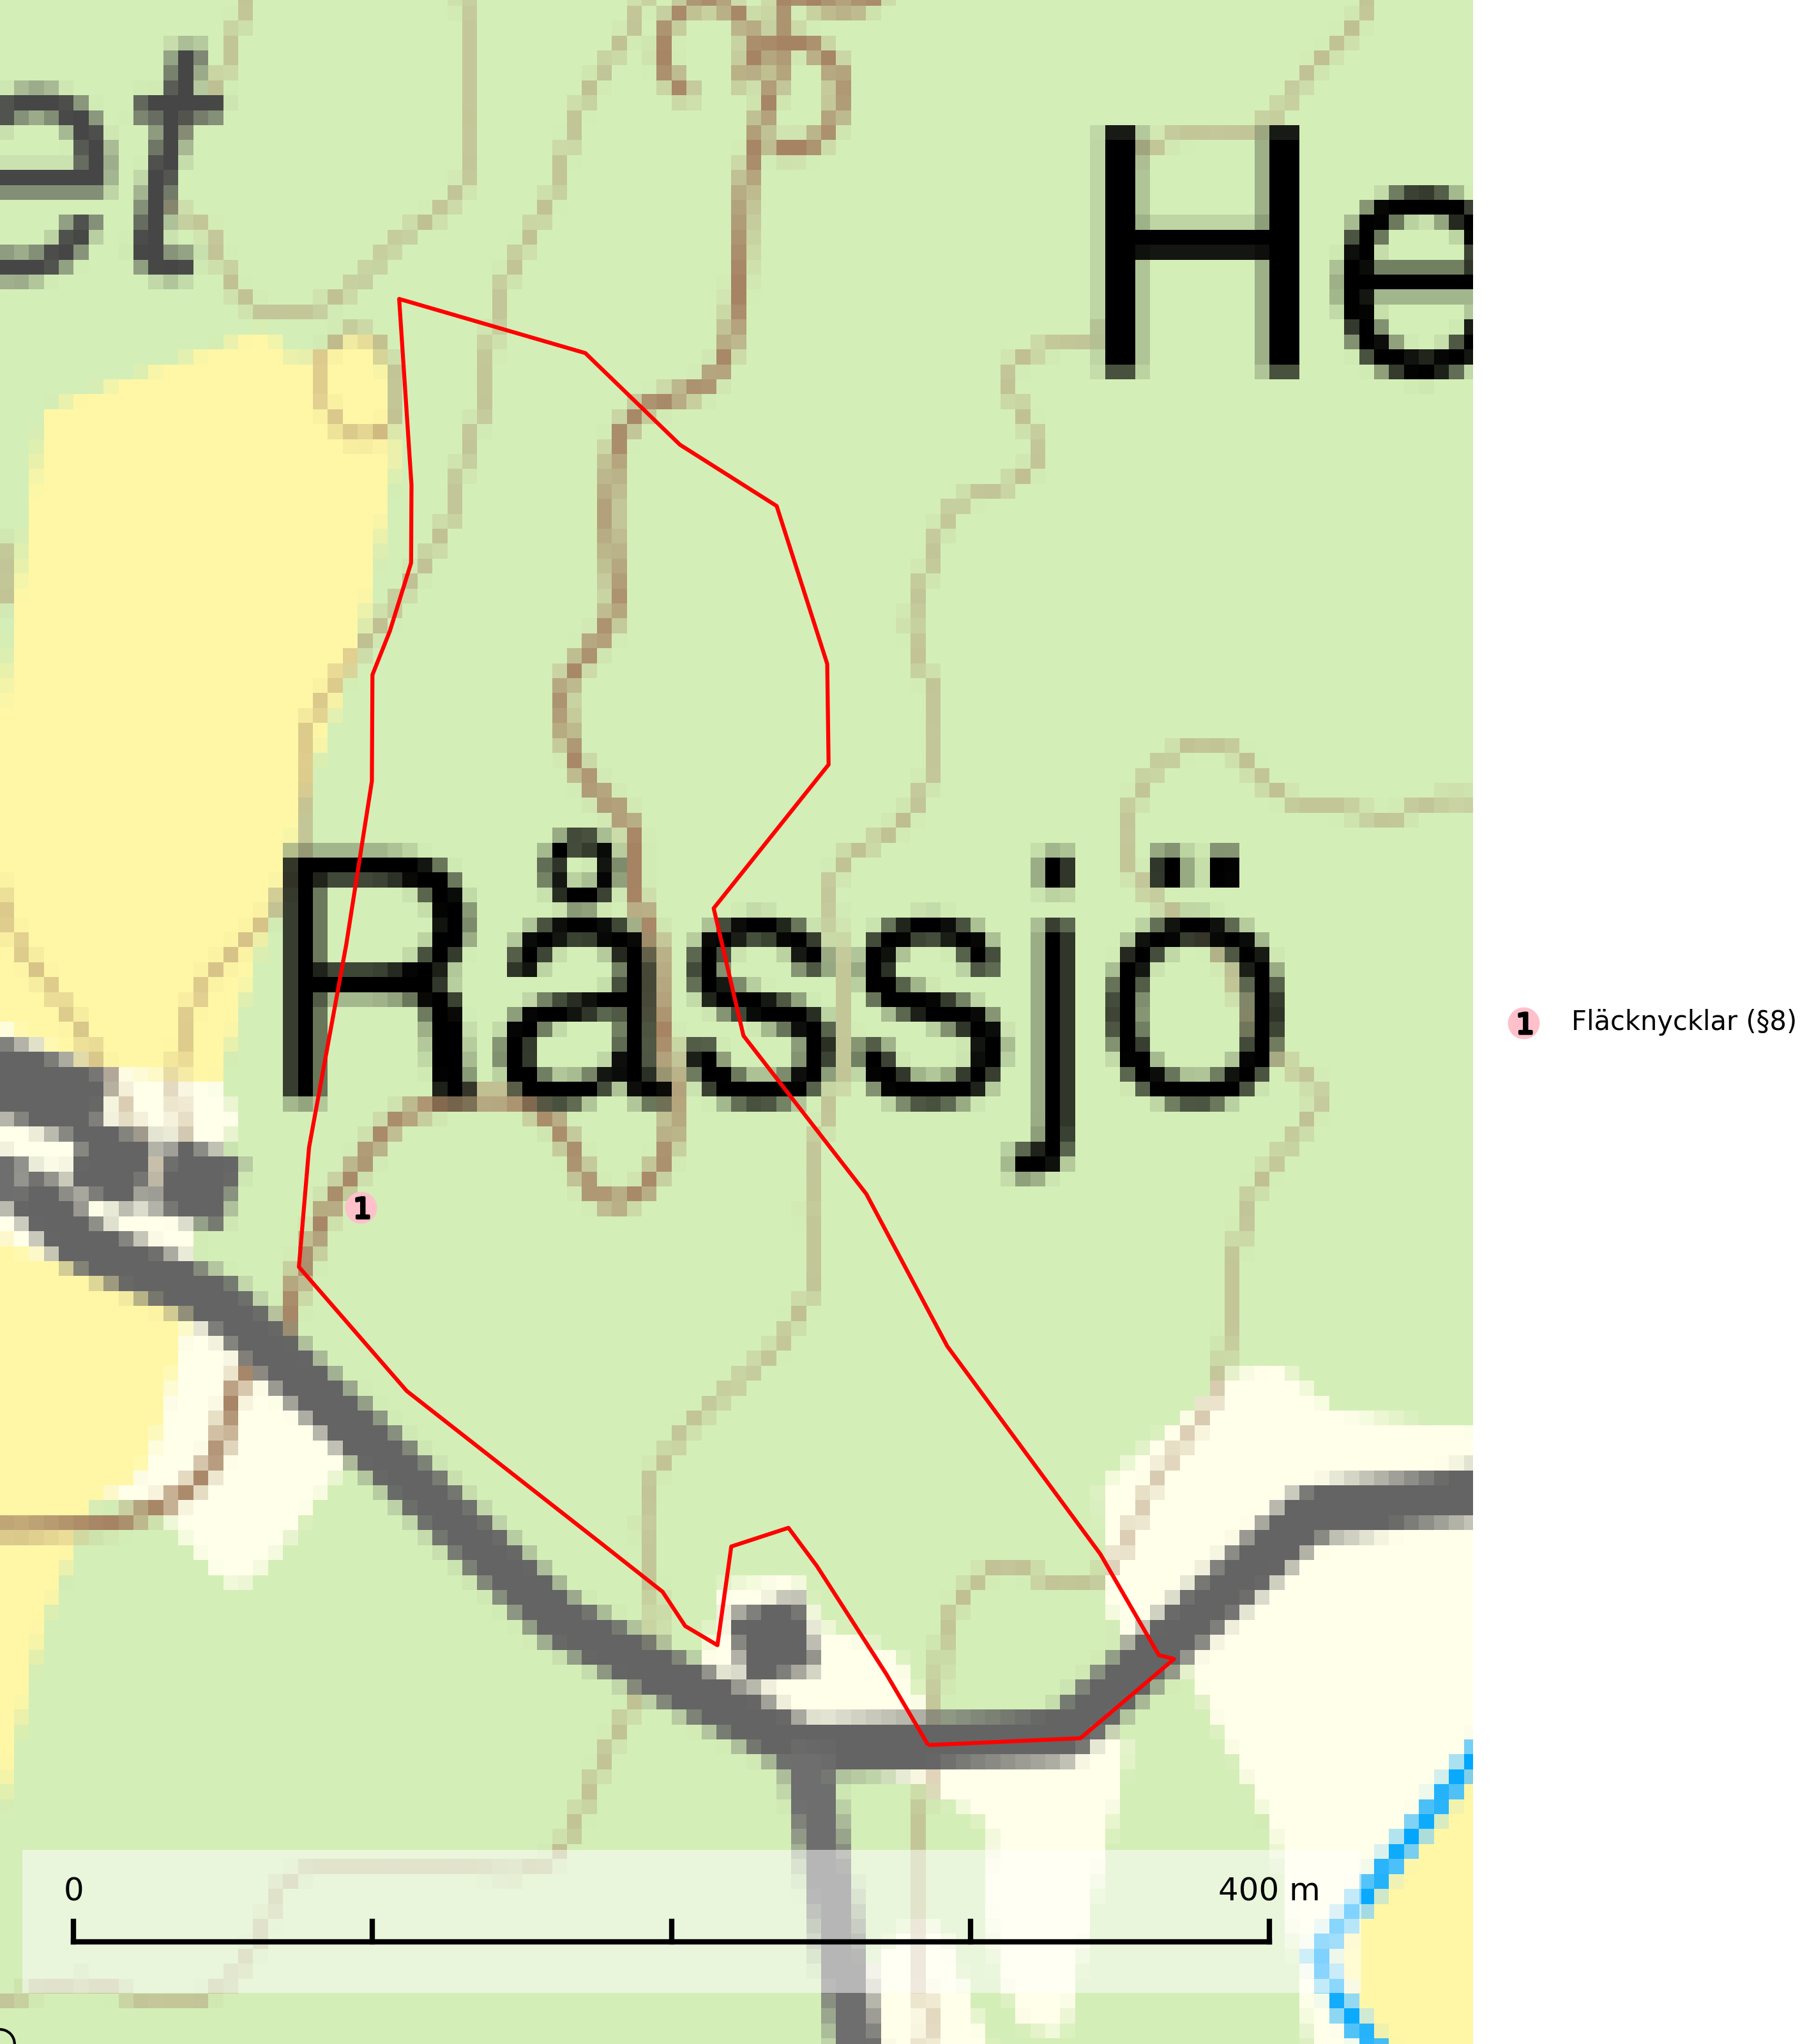 et
He
Råssjö
1
1 Fläcknycklar (§8)
0 400 m